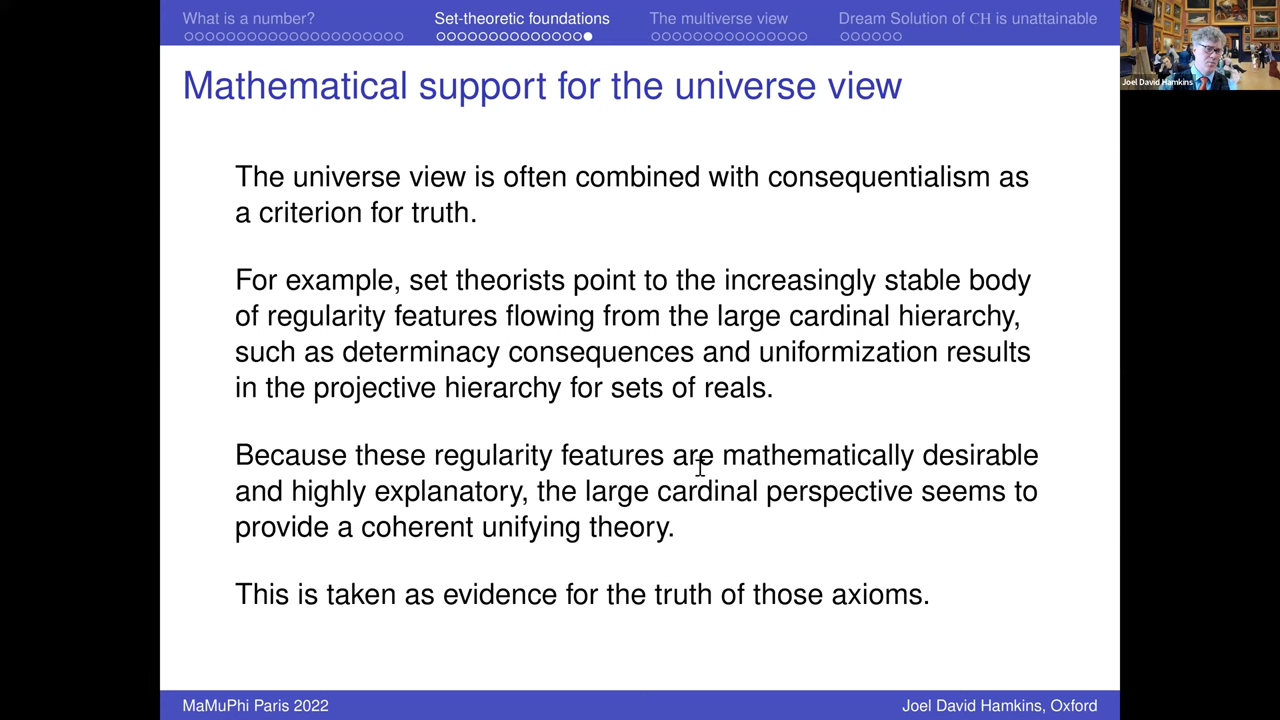 What is a number?
Set-theoretic foundations
The multiverse view
Dream Solution of CH is unattainable
Joel David Hamkins
Mathematical support for the universe view
The universe view is often combined with consequentialism as
a criterion for truth.
For example, set theorists point to the increasingly stable body
of regularity features flowing from the large cardinal hierarchy,
such as determinacy consequences and uniformization results
in the projective hierarchy for sets of reals.
Because these regularity features are mathematically desirable
and highly explanatory, the large cardinal perspective seems to
provide a coherent unifying theory.
This is taken as evidence for the truth of those axioms.
MaMuPhi Paris 2022
Joel David Hamkins, Oxford